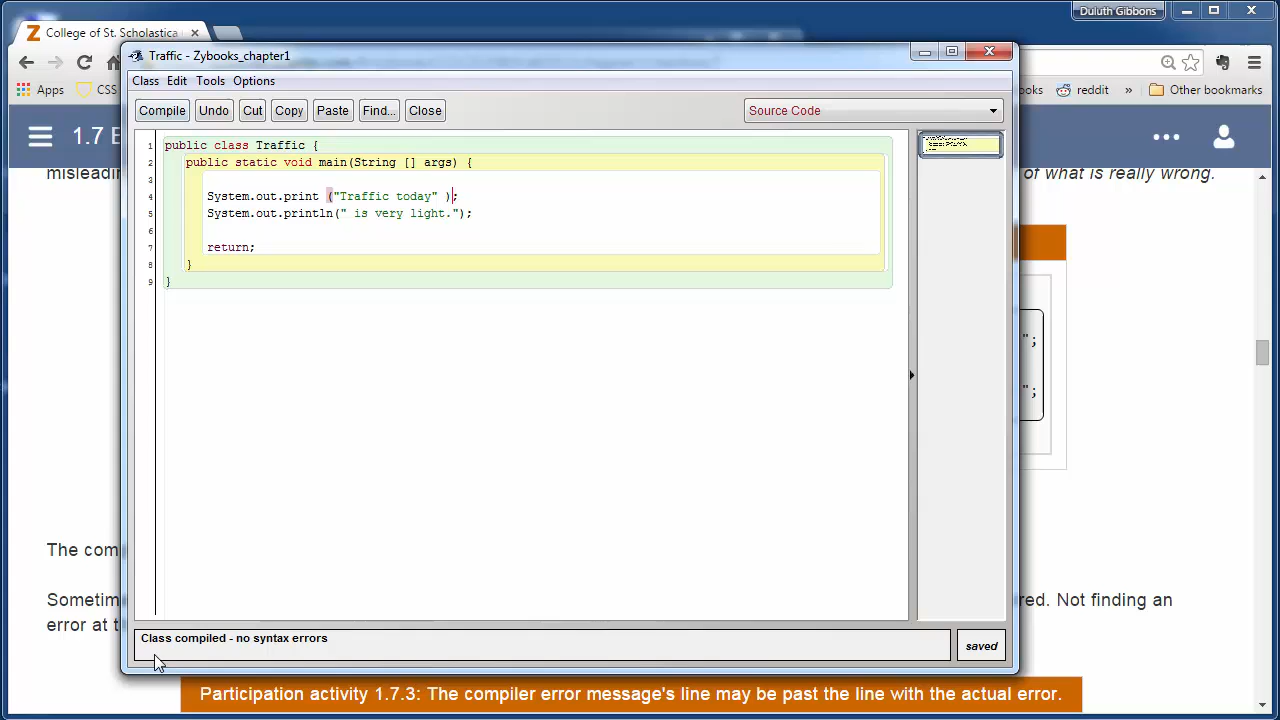 Duluth Gibbons
College of St. Scholastica
Traffic - Zybooks_chapter1
Class Edit Tools Options
Apps CSS ooks reddit » Other bookmarks
Compile Undo Cut Copy Paste Find... Close Source Code
1.7 E
1 public class Traffic {
2 public static void main(String [] args) {
3
4 System.out.print ("Traffic today" );
5 System.out.println(" is very light.");
6
7 return;
8 }
9 }
misleadin of what is really wrong.
";
";
The com
Sometim red. Not finding an
error at t
Class compiled - no syntax errors
saved
Participation activity 1.7.3: The compiler error message's line may be past the line with the actual error.